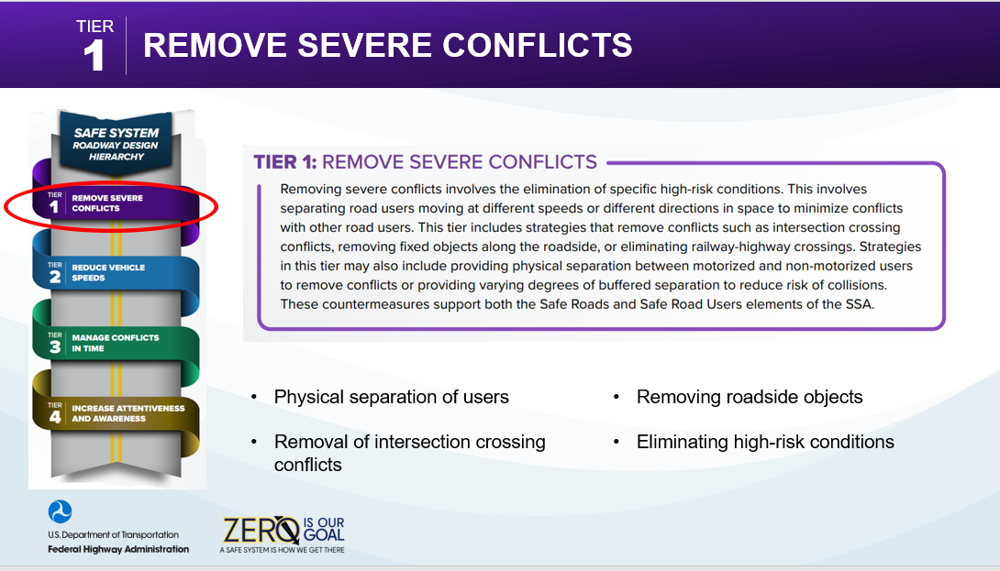 TIER
1
REMOVE SEVERE CONFLICTS
SAFE SYSTEM
ROADWAY DESIGN
HIERARCHY
TIER
1
REMOVE SEVERE
CONFLICTS
TIER
2
REDUCE VEHICLE
SPEEDS
TIER
3
MANAGE CONFLICTS
IN TIME
TIER
4
INCREASE ATTENTIVENESS
AND AWARENESS
TIER 1: REMOVE SEVERE CONFLICTS
Removing severe conflicts involves the elimination of specific high-risk conditions. This involves
separating road users moving at different speeds or different directions in space to minimize conflicts
with other road users. This tier includes strategies that remove conflicts such as intersection crossing
conflicts, removing fixed objects along the roadside, or eliminating railway-highway crossings. Strategies
in this tier may also include providing physical separation between motorized and non-motorized users
to remove conflicts or providing varying degrees of buffered separation to reduce risk of collisions.
These countermeasures support both the Safe Roads and Safe Road Users elements of the SSA.
• Physical separation of users
• Removal of intersection crossing
conflicts
• Removing roadside objects
• Eliminating high-risk conditions
U.S. Department of Transportation
Federal Highway Administration
ZERO IS OUR
GOAL
A SAFE SYSTEM IS HOW WE GET THERE